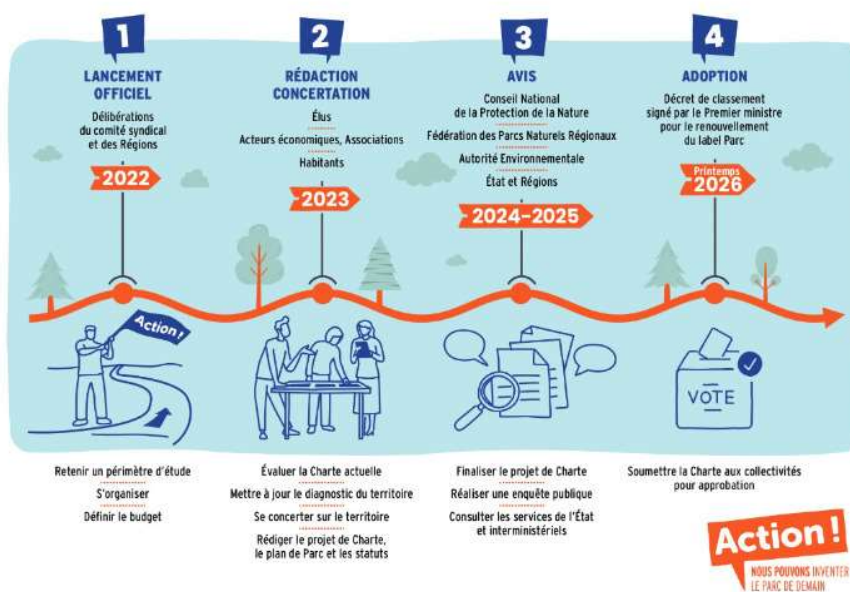 1
LANCEMENT
OFFICIEL
Délibérations
du comité syndical
et des Régions
2022
Action !
Retenir un périmètre d'étude
S'organiser
Définir le budget
2
RÉDACTION
CONCERTATION
Élus
Acteurs économiques, Associations
Habitants
2023
Évaluer la Charte actuelle
Mettre à jour le diagnostic du territoire
Se concerter sur le territoire
Rédiger le projet de Charte,
le plan de Parc et les statuts
3
AVIS
Conseil National
de la Protection de la Nature
Fédération des Parcs Naturels Régionaux
Autorité Environnementale
État et Régions
2024-2025
Finaliser le projet de Charte
Réaliser une enquête publique
Consulter les services de l'État
et interministériels
4
ADOPTION
Décret de classement
signé par le Premier ministre
pour le renouvellement
du label Parc
Printemps
2026
VOTE
Soumettre la Charte aux collectivités
pour approbation
Action !
NOUS POUVONS INVENTER
LE PARC DE DEMAIN